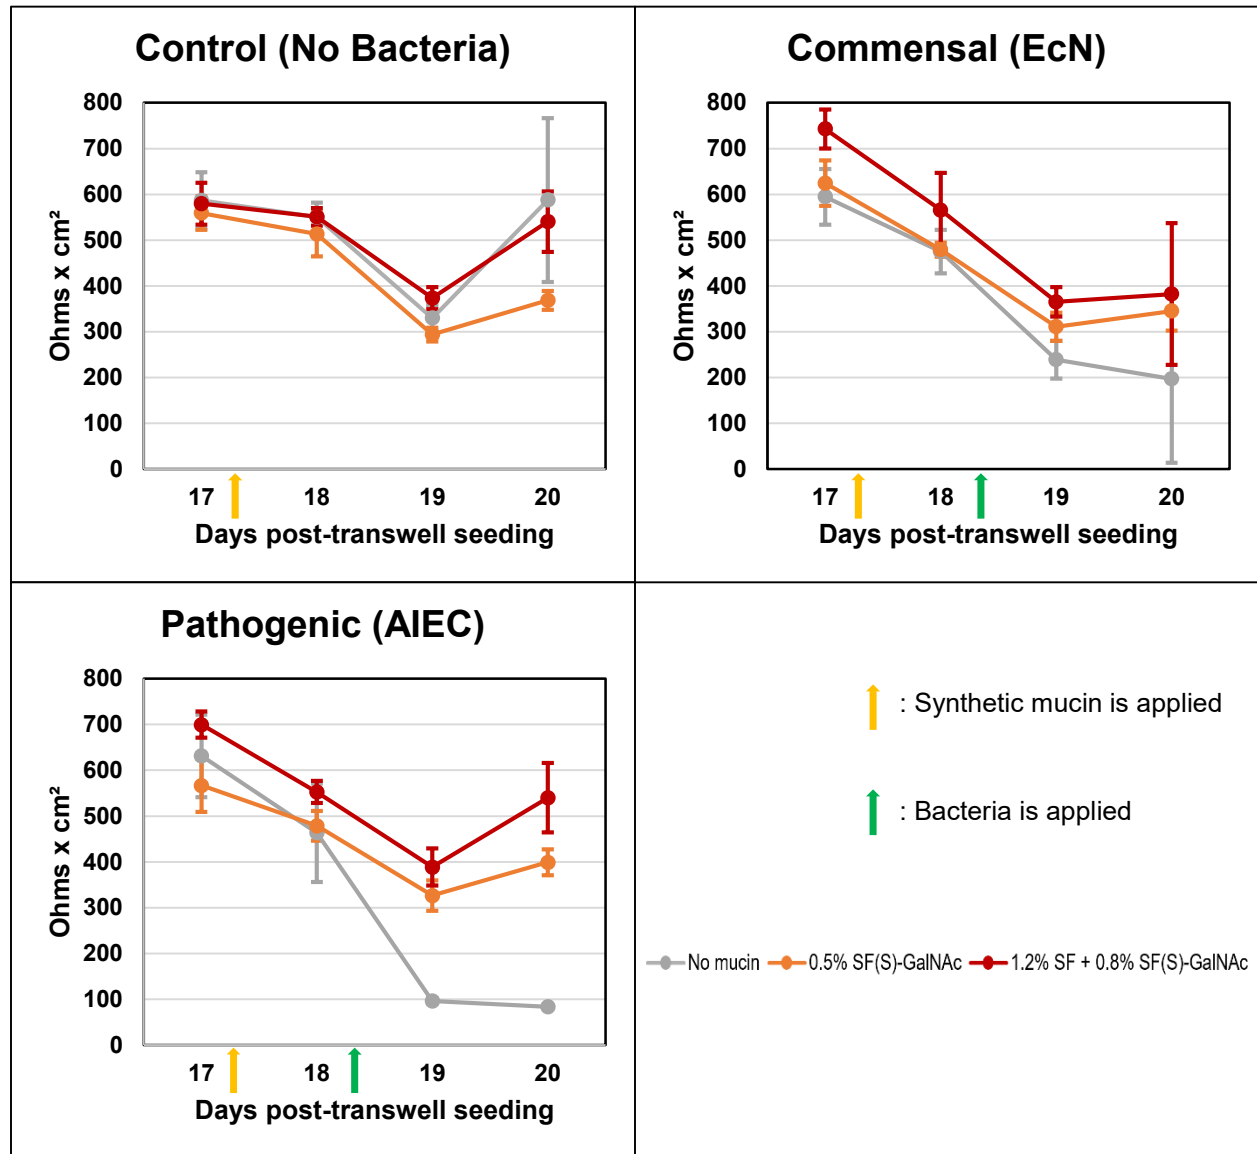 Control (No Bacteria)
800
700
600
500
400
300
200
100
0
Ohms x cm²
17 18 19 20
Days post-transwell seeding
Commensal (EcN)
800
700
600
500
400
300
200
100
0
Ohms x cm²
17 18 19 20
Days post-transwell seeding
Pathogenic (AIEC)
800
700
600
500
400
300
200
100
0
Ohms x cm²
17 18 19 20
Days post-transwell seeding
: Synthetic mucin is applied
: Bacteria is applied
No mucin 0.5% SF(S)-GalNAc 1.2% SF + 0.8% SF(S)-GalNAc